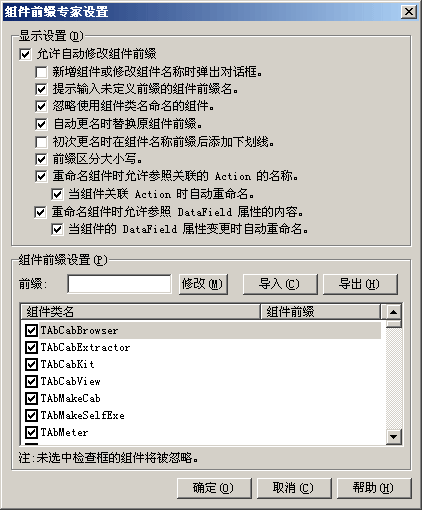 组件前缀专家设置
显示设置(D)
允许自动修改组件前缀
新增组件或修改组件名称时弹出对话框。
提示输入未定义前缀的组件前缀名。
忽略使用组件类名命名的组件。
自动更名时替换原组件前缀。
初次更名时在组件名称前缀后添加下划线。
前缀区分大小写。
重命名组件时允许参照关联的 Action 的名称。
当组件关联 Action 时自动重命名。
重命名组件时允许参照 DataField 属性的内容。
当组件的 DataField 属性变更时自动重命名。
组件前缀设置(P)
前缀: 修改(M) 导入(C) 导出(H)
组件类名 组件前缀
TAbCabBrowser
TAbCabExtractor
TAbCabKit
TAbCabView
TAbMakeCab
TAbMakeSelfExe
TAbMeter
注:未选中检查框的组件将被忽略。
确定(O) 取消(C) 帮助(H)